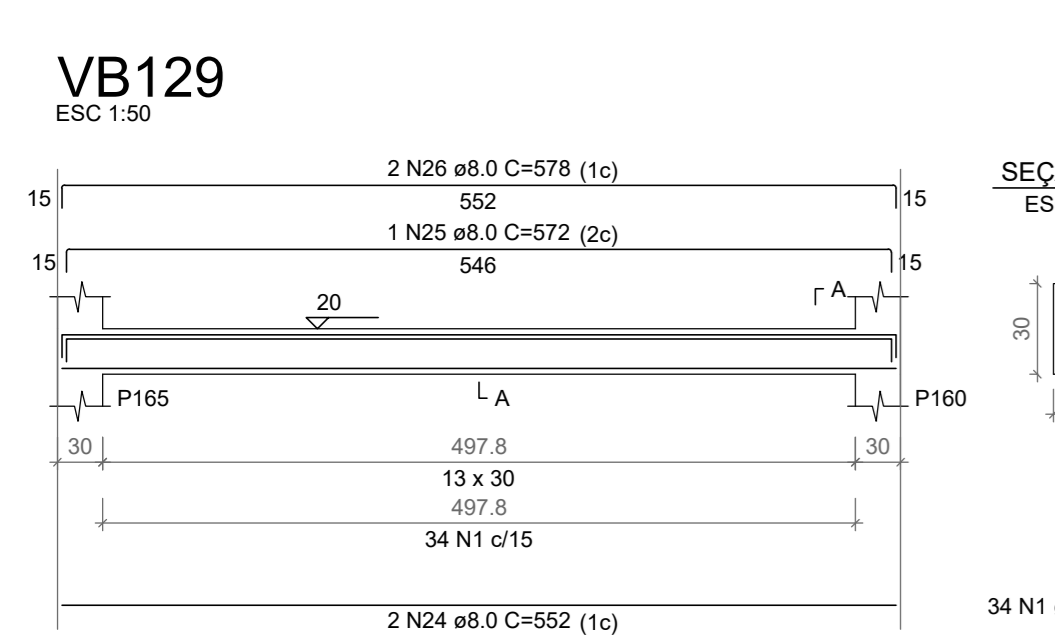 VB129
ESC 1:50
2 N26 ø8.0 C=578 (1c)
SEÇ
15
552
15
ES
1 N25 ø8.0 C=572 (2c)
15
546
15
A
20
30
P165
A
P160
30
497.8
30
13 x 30
497.8
34 N1 c/15
34 N1
2 N24 ø8.0 C=552 (1c)